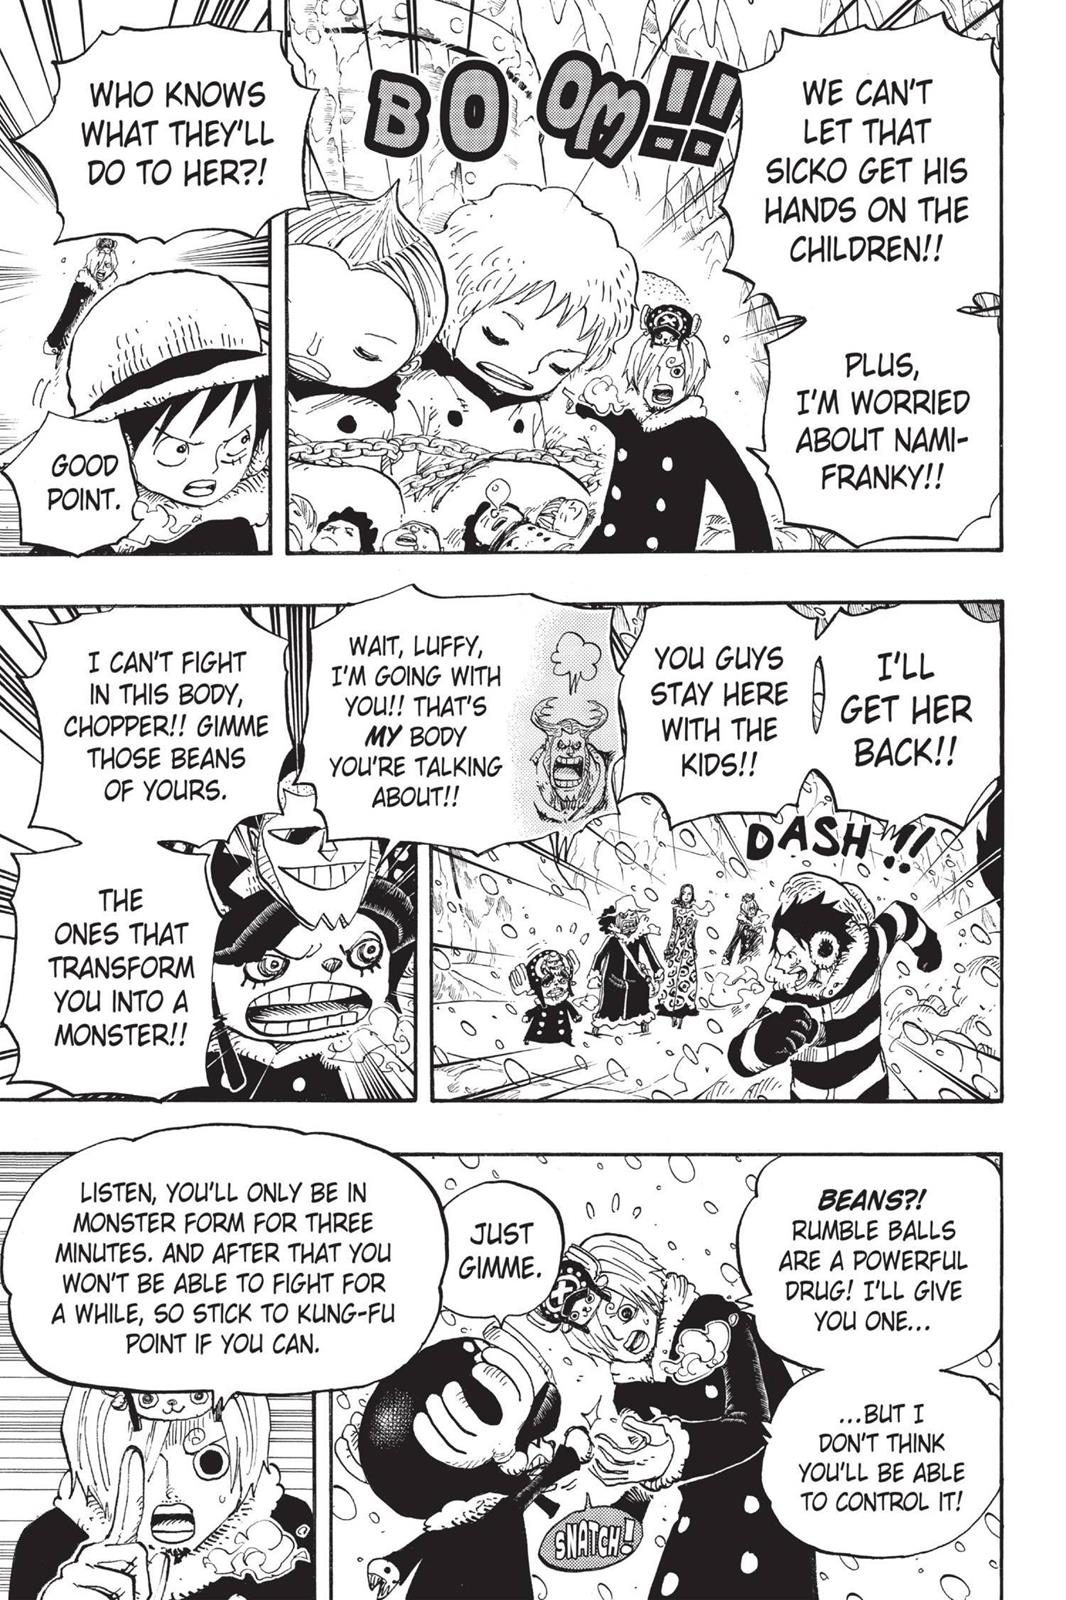 WE CAN'T
LET THAT
SICKO GET HIS
HANDS ON THE
CHILDREN!!
PLUS,
I'M WORRIED
ABOUT NAMI-
FRANKY!!
BOOM!!
WHO KNOWS
WHAT THEY'LL
DO TO HER?!
GOOD
POINT.
I'LL
GET HER
BACK!!
YOU GUYS
STAY HERE
WITH THE
KIDS!!
DASH!!
WAIT, LUFFY,
I'M GOING WITH
YOU!! THAT'S
MY BODY
YOU'RE TALKING
ABOUT!!
I CAN'T FIGHT
IN THIS BODY,
CHOPPER!! GIMME
THOSE BEANS
OF YOURS.
THE
ONES THAT
TRANSFORM
YOU INTO A
MONSTER!!
BEANS?!
RUMBLE BALLS
ARE A POWERFUL
DRUG! I'LL GIVE
YOU ONE...
...BUT I
DON'T THINK
YOU'LL BE ABLE
TO CONTROL IT!
JUST
GIMME.
SNATCH!
LISTEN, YOU'LL ONLY BE IN
MONSTER FORM FOR THREE
MINUTES. AND AFTER THAT YOU
WON'T BE ABLE TO FIGHT FOR
A WHILE, SO STICK TO KUNG-FU
POINT IF YOU CAN.